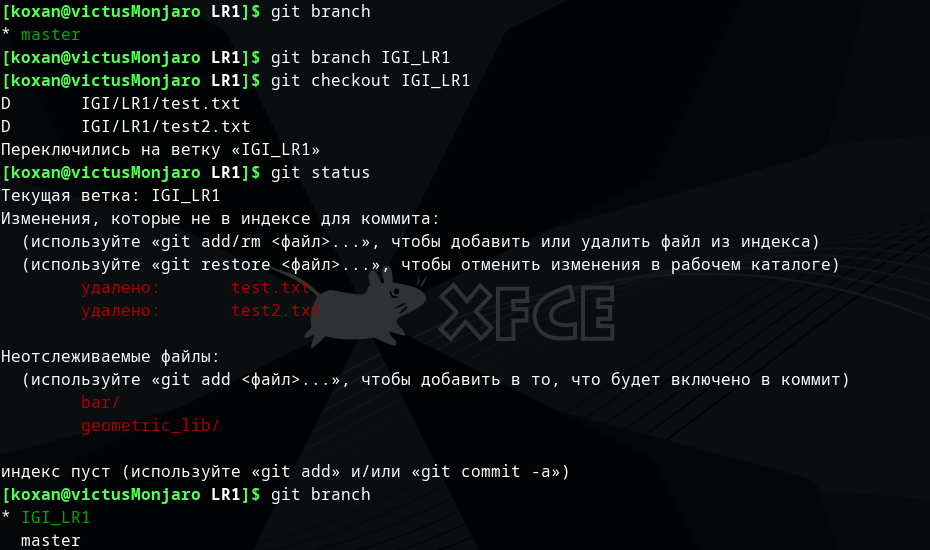 [koxan@victusMonjaro LR1]$ git branch
* master
[koxan@victusMonjaro LR1]$ git branch IGI_LR1
[koxan@victusMonjaro LR1]$ git checkout IGI_LR1
D       IGI/LR1/test.txt
D       IGI/LR1/test2.txt
Переключились на ветку «IGI_LR1»
[koxan@victusMonjaro LR1]$ git status
Текущая ветка: IGI_LR1
Изменения, которые не в индексе для коммита:
  (используйте «git add/rm <файл>...», чтобы добавить или удалить файл из индекса)
  (используйте «git restore <файл>...», чтобы отменить изменения в рабочем каталоге)
        удалено:       test.txt
        удалено:       test2.txt
XFCE
Неотслеживаемые файлы:
  (используйте «git add <файл>...», чтобы добавить в то, что будет включено в коммит)
        bar/
        geometric_lib/
индекс пуст (используйте «git add» и/или «git commit -a»)
[koxan@victusMonjaro LR1]$ git branch
* IGI_LR1
  master